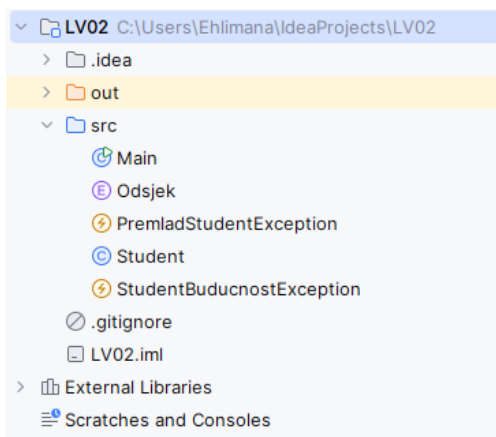 LV02 C:\Users\Ehlimana\IdeaProjects\LV02
.idea
out
src
Main
E Odsjek
PremladStudentException
C Student
StudentBuducnostException
.gitignore
LV02.iml
External Libraries
Scratches and Consoles